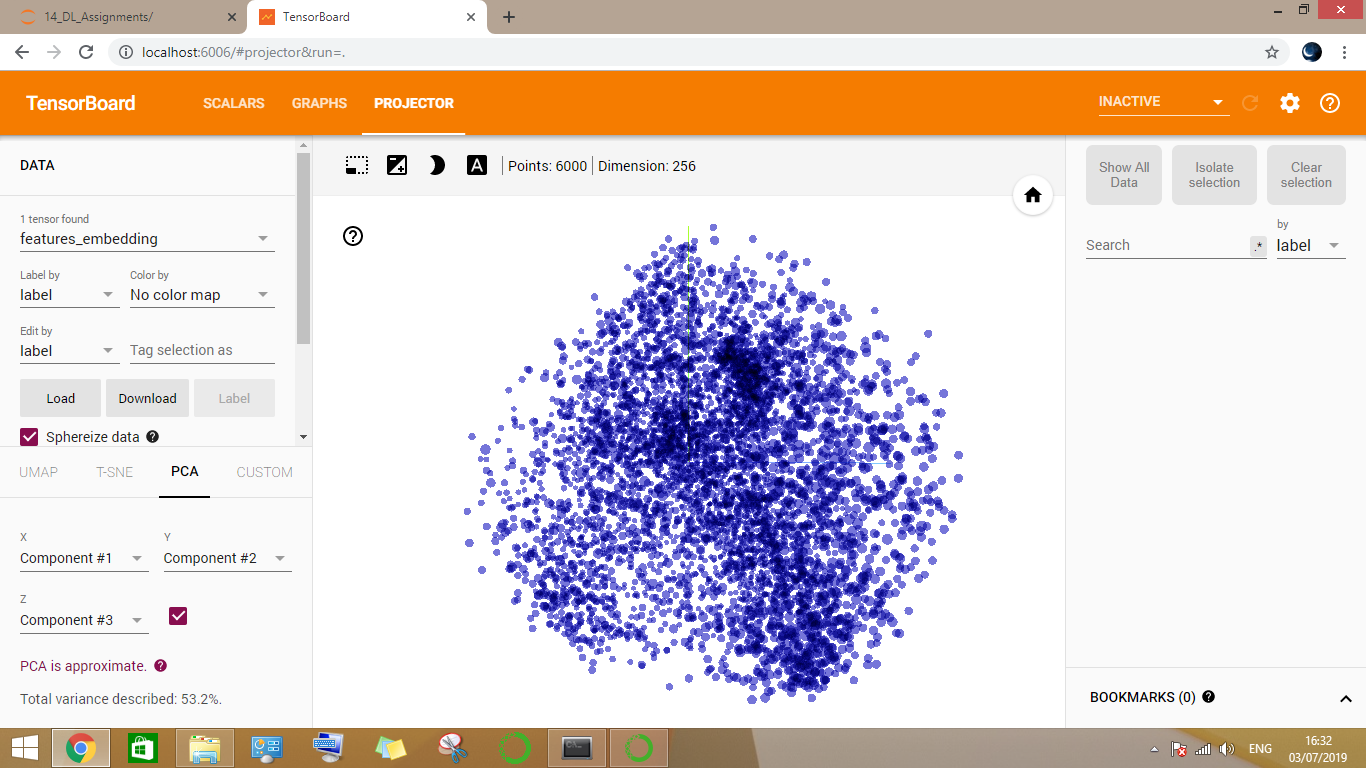 14_DL_Assignments/
TensorBoard
localhost:6006/#projector&run=.
TensorBoard
SCALARS
GRAPHS
PROJECTOR
INACTIVE
DATA
1 tensor found
features_embedding
Label by
Color by
label
No color map
Edit by
label
Tag selection as
Load
Download
Label
Sphereize data
UMAP
T-SNE
PCA
CUSTOM
X
Y
Component #1
Component #2
Z
Component #3
PCA is approximate.
Total variance described: 53.2%.
A
Points: 6000
Dimension: 256
Show All
Data
Isolate
selection
Clear
selection
by
Search
.*
label
BOOKMARKS (0)
ENG
16:32
03/07/2019